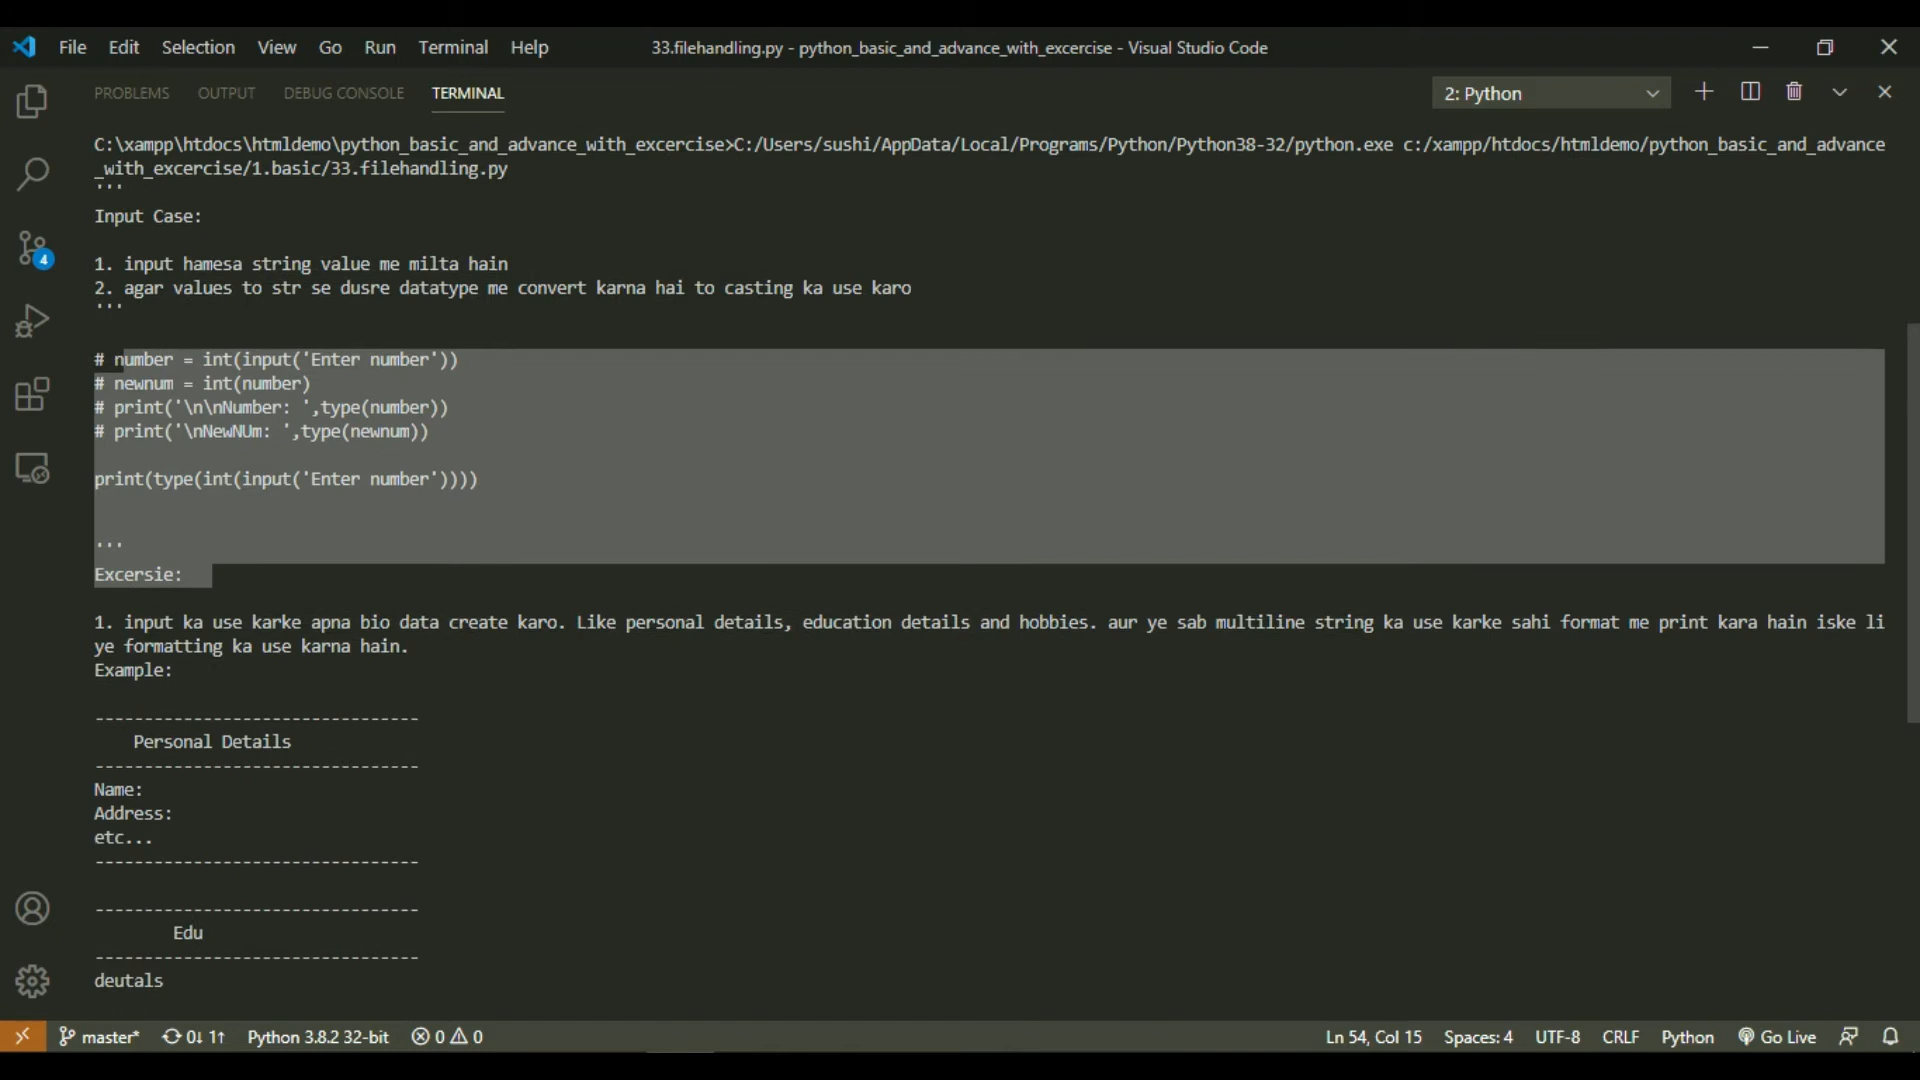 File Edit Selection View Go Run Terminal Help 33.filehandling.py - python_basic_and_advance_with_excercise - Visual Studio Code
PROBLEMS OUTPUT DEBUG CONSOLE TERMINAL 2: Python
C:\xampp\htdocs\htmldemo\python_basic_and_advance_with_excercise>C:/Users/sushi/AppData/Local/Programs/Python/Python38-32/python.exe c:/xampp/htdocs/htmldemo/python_basic_and_advance
_with_excercise/1.basic/33.filehandling.py
'''
Input Case:
1. input hamesa string value me milta hain
2. agar values to str se dusre datatype me convert karna hai to casting ka use karo
'''
# number = int(input('Enter number'))
# newnum = int(number)
# print('\n\nNumber: ',type(number))
# print('\nNewNUm: ',type(newnum))
print(type(int(input('Enter number'))))
'''
Excersie:
1. input ka use karke apna bio data create karo. Like personal details, education details and hobbies. aur ye sab multiline string ka use karke sahi format me print kara hain iske li
ye formatting ka use karna hain.
Example:
---------------------------------
Personal Details
---------------------------------
Name:
Address:
etc...
---------------------------------
---------------------------------
Edu
---------------------------------
deutals
4
master* 0↓ 1↑ Python 3.8.2 32-bit 0 0 Ln 54, Col 15 Spaces: 4 UTF-8 CRLF Python Go Live